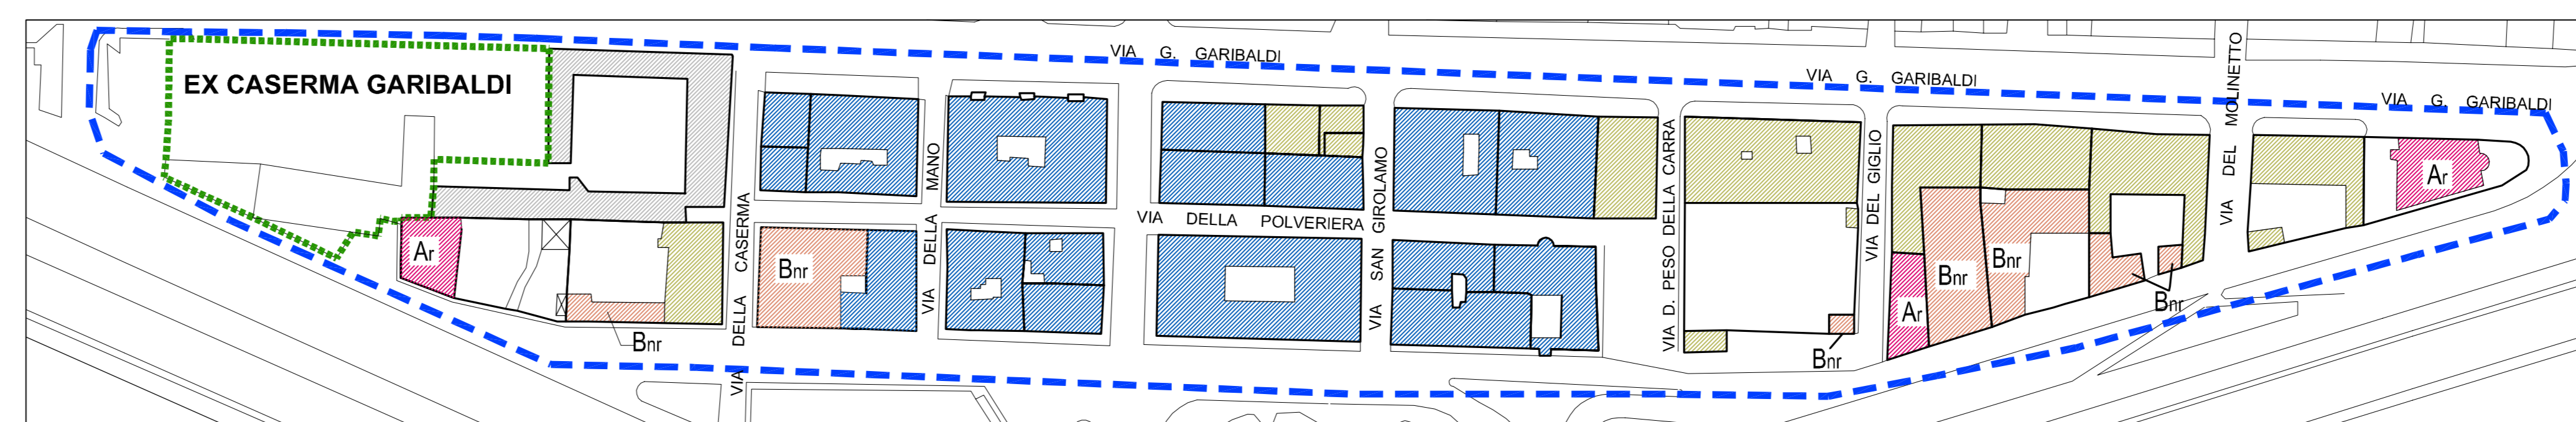 VIA G. GARIBALDI
VIA G. GARIBALDI
VIA G. GARIBALDI
EX CASERMA GARIBALDI
VIA DELLA CASERMA
VIA DELLA MANO
VIA DELLA POLVERIERA
VIA SAN GIROLAMO
VIA D. PESO DELLA CARRA
VIA DEL GIGLIO
VIA DEL MOLINETTO
Ar
Bnr
Bnr
Bnr
Ar
Bnr
Bnr
Bnr
Ar